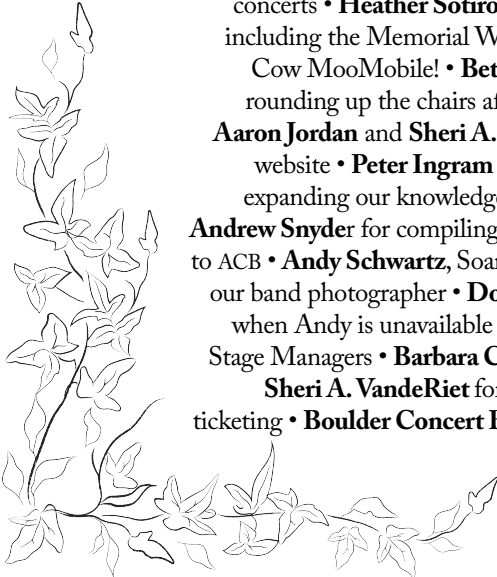 concerts • Heather Sotiro
including the Memorial W
Cow MooMobile! • Bet
rounding up the chairs af
Aaron Jordan and Sheri A.
website • Peter Ingram
expanding our knowledge
Andrew Snyder for compiling
to ACB • Andy Schwartz, Soar
our band photographer • Do
when Andy is unavailable
Stage Managers • Barbara C
Sheri A. VandeRiet for
ticketing • Boulder Concert B